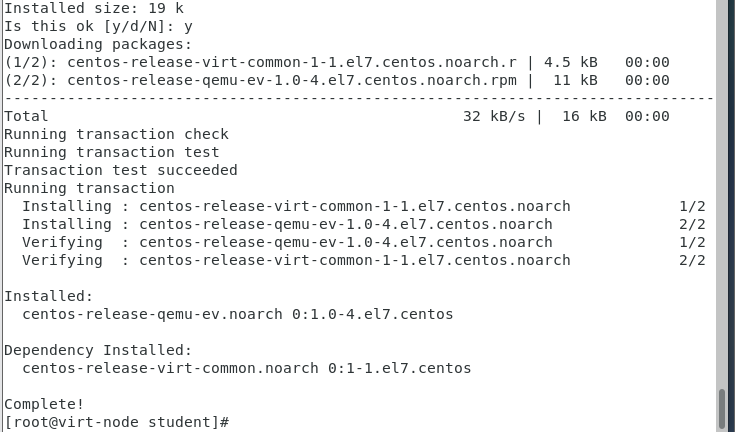 Installed size: 19 k
Is this ok [y/d/N]: y
Downloading packages:
(1/2): centos-release-virt-common-1-1.el7.centos.noarch.r | 4.5 kB   00:00
(2/2): centos-release-qemu-ev-1.0-4.el7.centos.noarch.rpm |  11 kB   00:00
-------------------------------------------------------------------------------
Total                                              32 kB/s |  16 kB  00:00
Running transaction check
Running transaction test
Transaction test succeeded
Running transaction
  Installing : centos-release-virt-common-1-1.el7.centos.noarch            1/2
  Installing : centos-release-qemu-ev-1.0-4.el7.centos.noarch              2/2
  Verifying  : centos-release-qemu-ev-1.0-4.el7.centos.noarch              1/2
  Verifying  : centos-release-virt-common-1-1.el7.centos.noarch            2/2

Installed:
  centos-release-qemu-ev.noarch 0:1.0-4.el7.centos

Dependency Installed:
  centos-release-virt-common.noarch 0:1-1.el7.centos

Complete!
[root@virt-node student]#